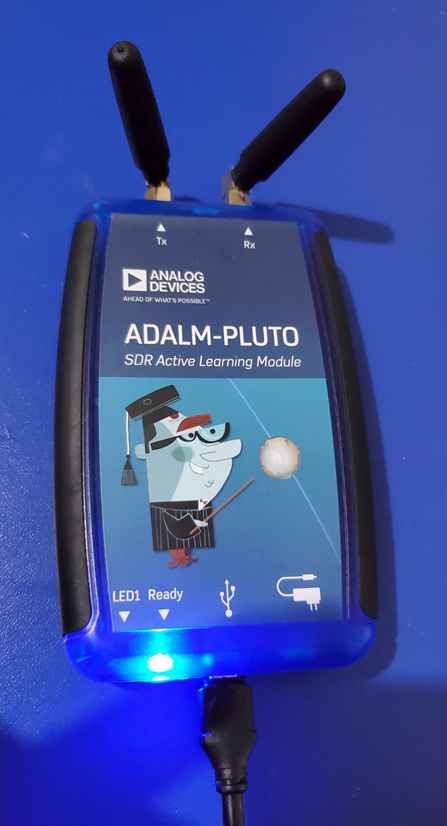 Tx
Rx
ANALOG
DEVICES
AHEAD OF WHAT'S POSSIBLE™
ADALM-PLUTO
SDR Active Learning Module
LED1 Ready